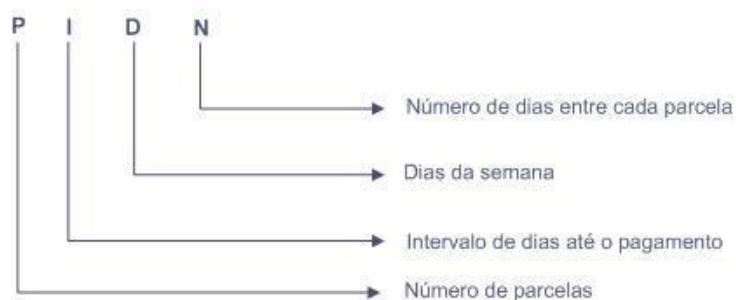 P I D N
Número de dias entre cada parcela
Dias da semana
Intervalo de dias até o pagamento
Número de parcelas